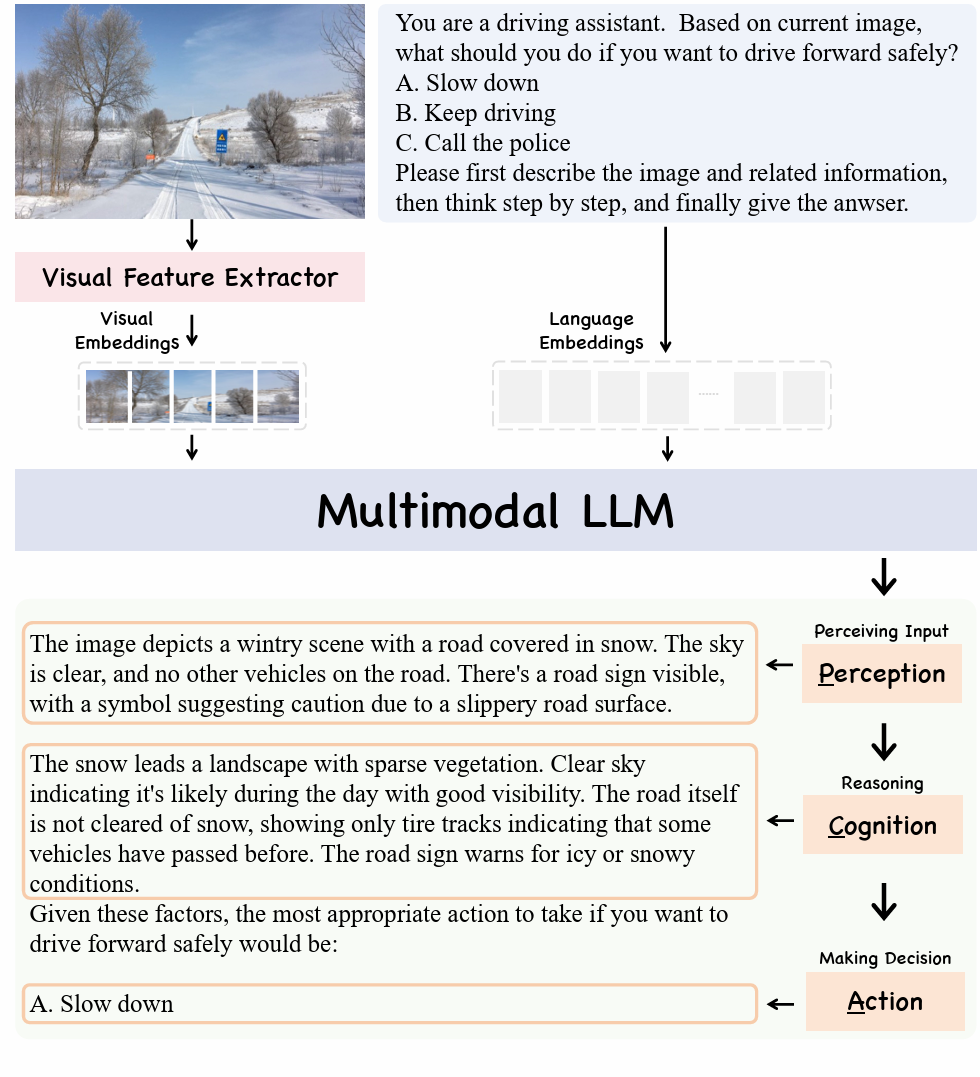 You are a driving assistant.  Based on current image,
what should you do if you want to drive forward safely?
A. Slow down
B. Keep driving
C. Call the police
Please first describe the image and related information,
then think step by step, and finally give the anwser.
Visual Feature Extractor
Visual
Embeddings
Language
Embeddings
......
Multimodal LLM
Perceiving Input
Perception
The image depicts a wintry scene with a road covered in snow. The sky
is clear, and no other vehicles on the road. There's a road sign visible,
with a symbol suggesting caution due to a slippery road surface.
Reasoning
Cognition
The snow leads a landscape with sparse vegetation. Clear sky
indicating it's likely during the day with good visibility. The road itself
is not cleared of snow, showing only tire tracks indicating that some
vehicles have passed before. The road sign warns for icy or snowy
conditions.
Given these factors, the most appropriate action to take if you want to
drive forward safely would be:
Making Decision
Action
A. Slow down